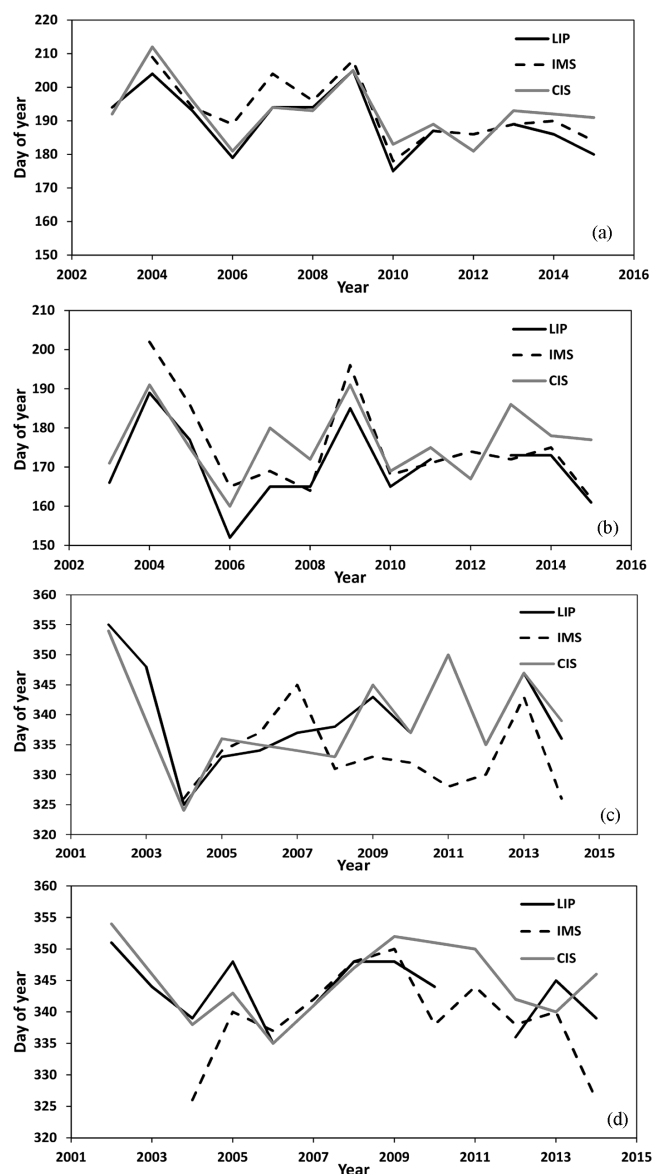 220
210
200
190
180
170
160
150
Day of year
LIP
IMS
CIS
(a)
2002 2004 2006 2008 2010 2012 2014 2016
Year
210
200
190
180
170
160
150
Day of year
LIP
IMS
CIS
(b)
2002 2004 2006 2008 2010 2012 2014 2016
Year
360
355
350
345
340
335
330
325
320
Day of year
LIP
IMS
CIS
(c)
2001 2003 2005 2007 2009 2011 2013 2015
Year
360
355
350
345
340
335
330
325
320
Day of year
LIP
IMS
CIS
(d)
2001 2003 2005 2007 2009 2011 2013 2015
Year